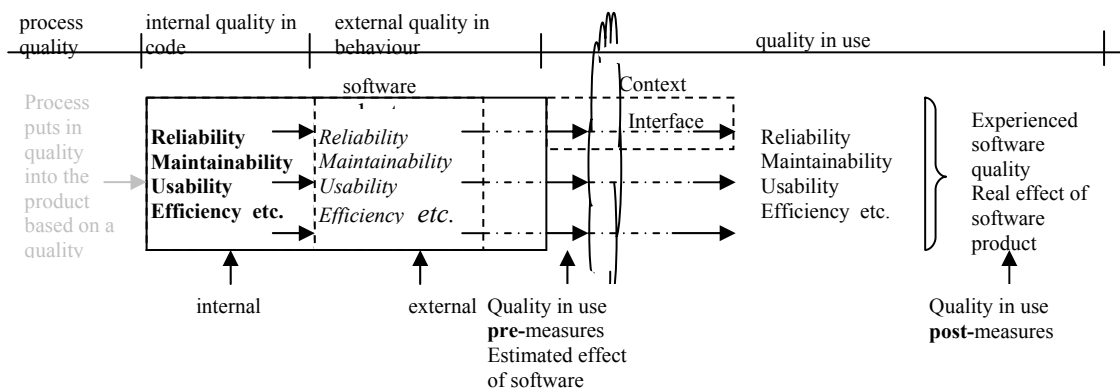 process
quality
internal quality in
code
external quality in
behaviour
quality in use
Process
puts in
quality
into the
product
based on a
quality
software
Context
Interface
Reliability
Maintainability
Usability
Efficiency etc.
Reliability
Maintainability
Usability
Efficiency etc.
Reliability
Maintainability
Usability
Efficiency etc.
Experienced
software
quality
Real effect of
software
product
internal
external
Quality in use
pre-measures
Estimated effect
of software
Quality in use
post-measures